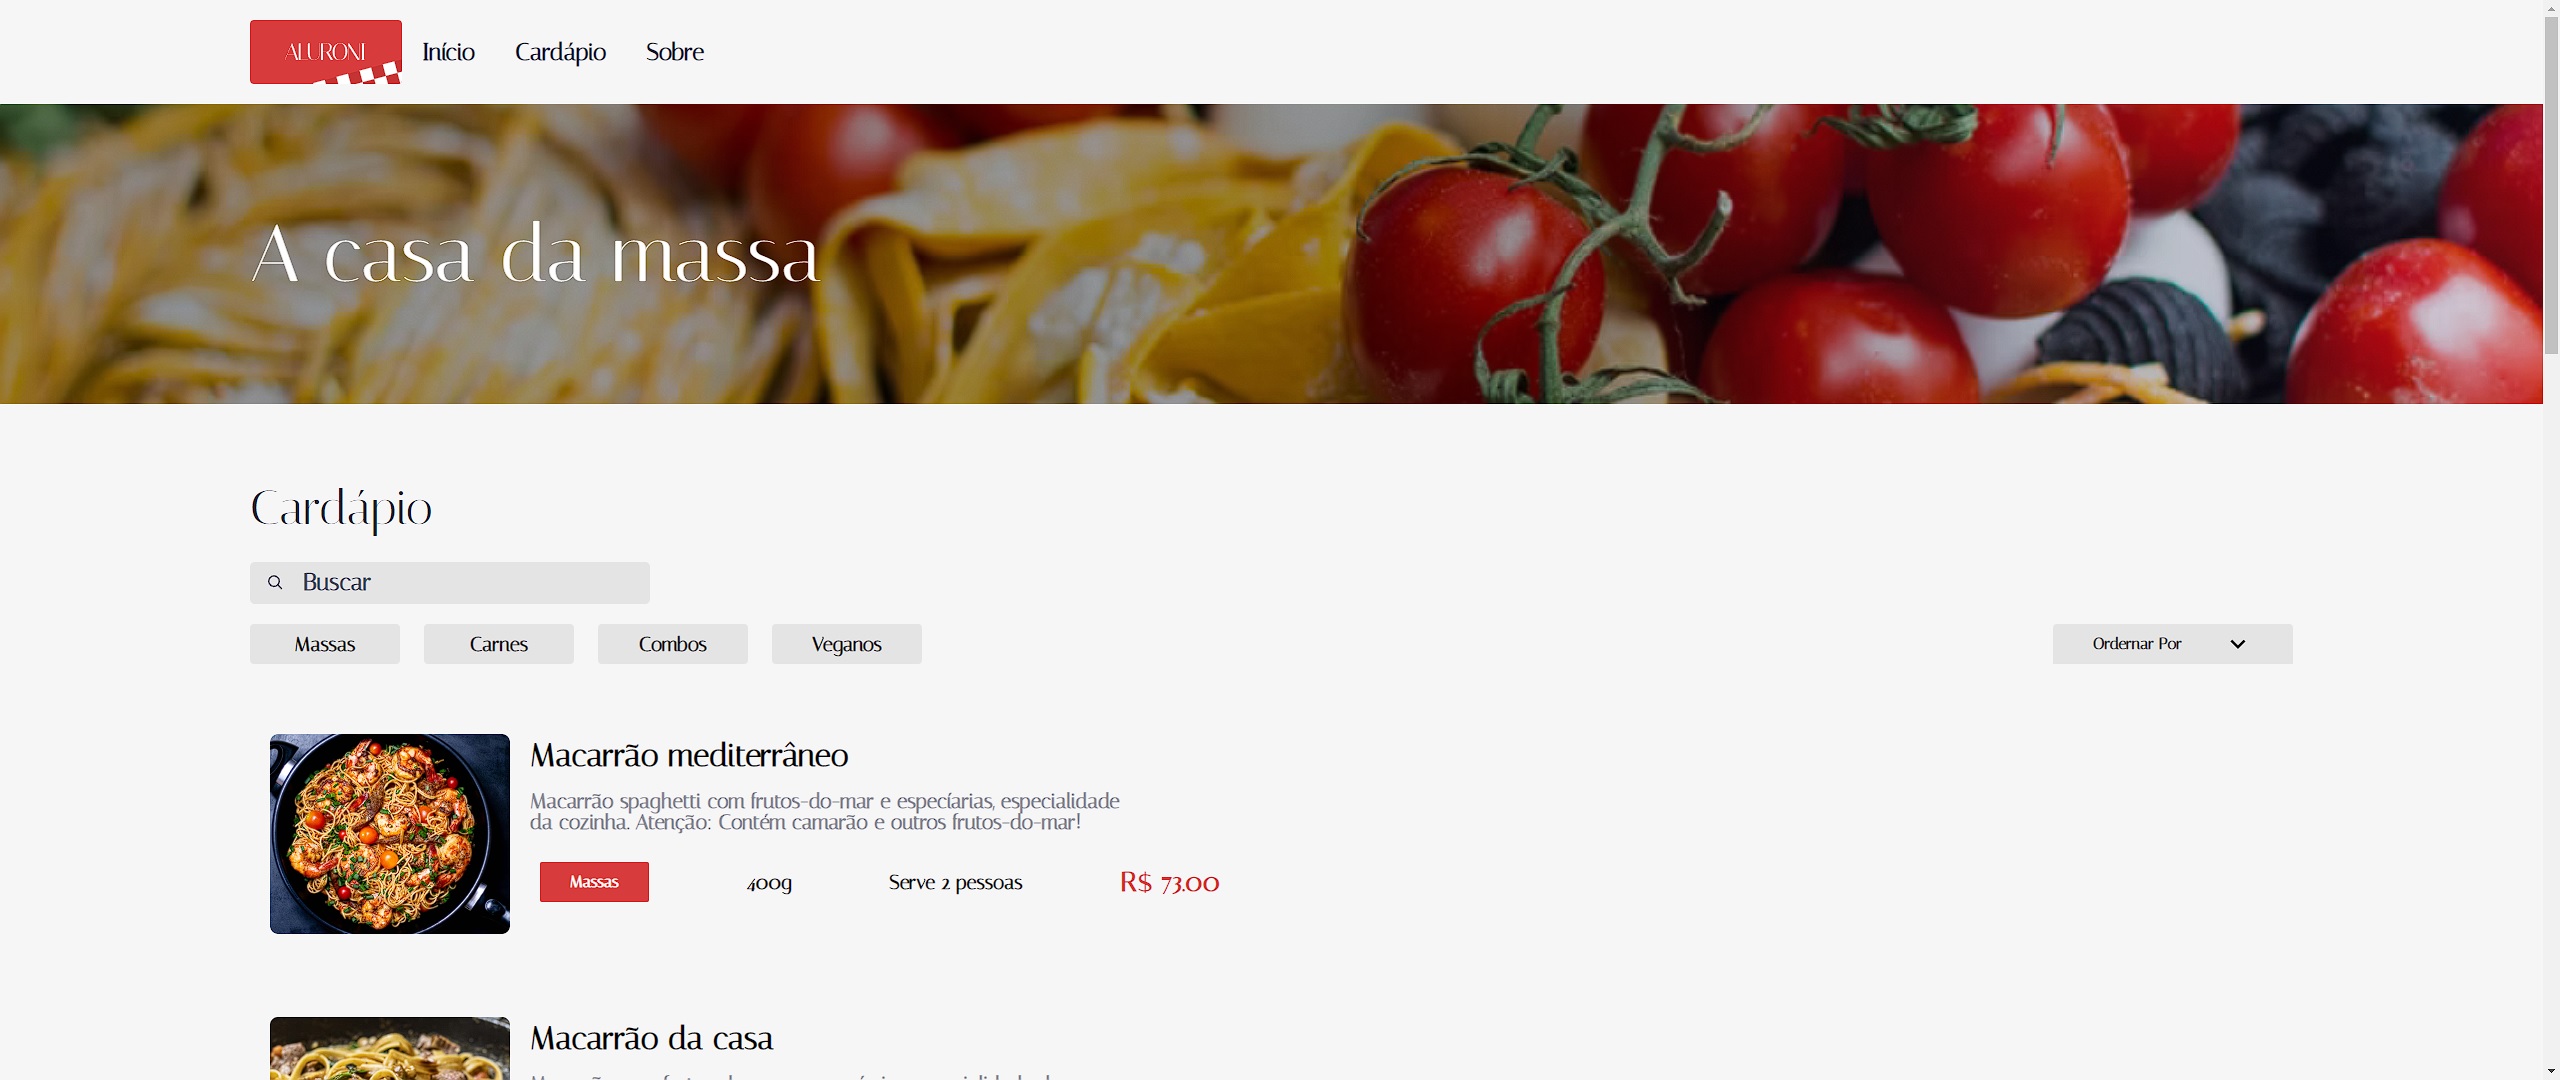 ALURONI
Início
Cardápio
Sobre
A casa da massa
Cardápio
Buscar
Massas
Carnes
Combos
Veganos
Ordernar Por
Macarrão mediterrâneo
Macarrão spaghetti com frutos-do-mar e especíarias, especialidade
da cozinha. Atenção: Contém camarão e outros frutos-do-mar!
Massas
400g
Serve 2 pessoas
R$ 73.00
Macarrão da casa